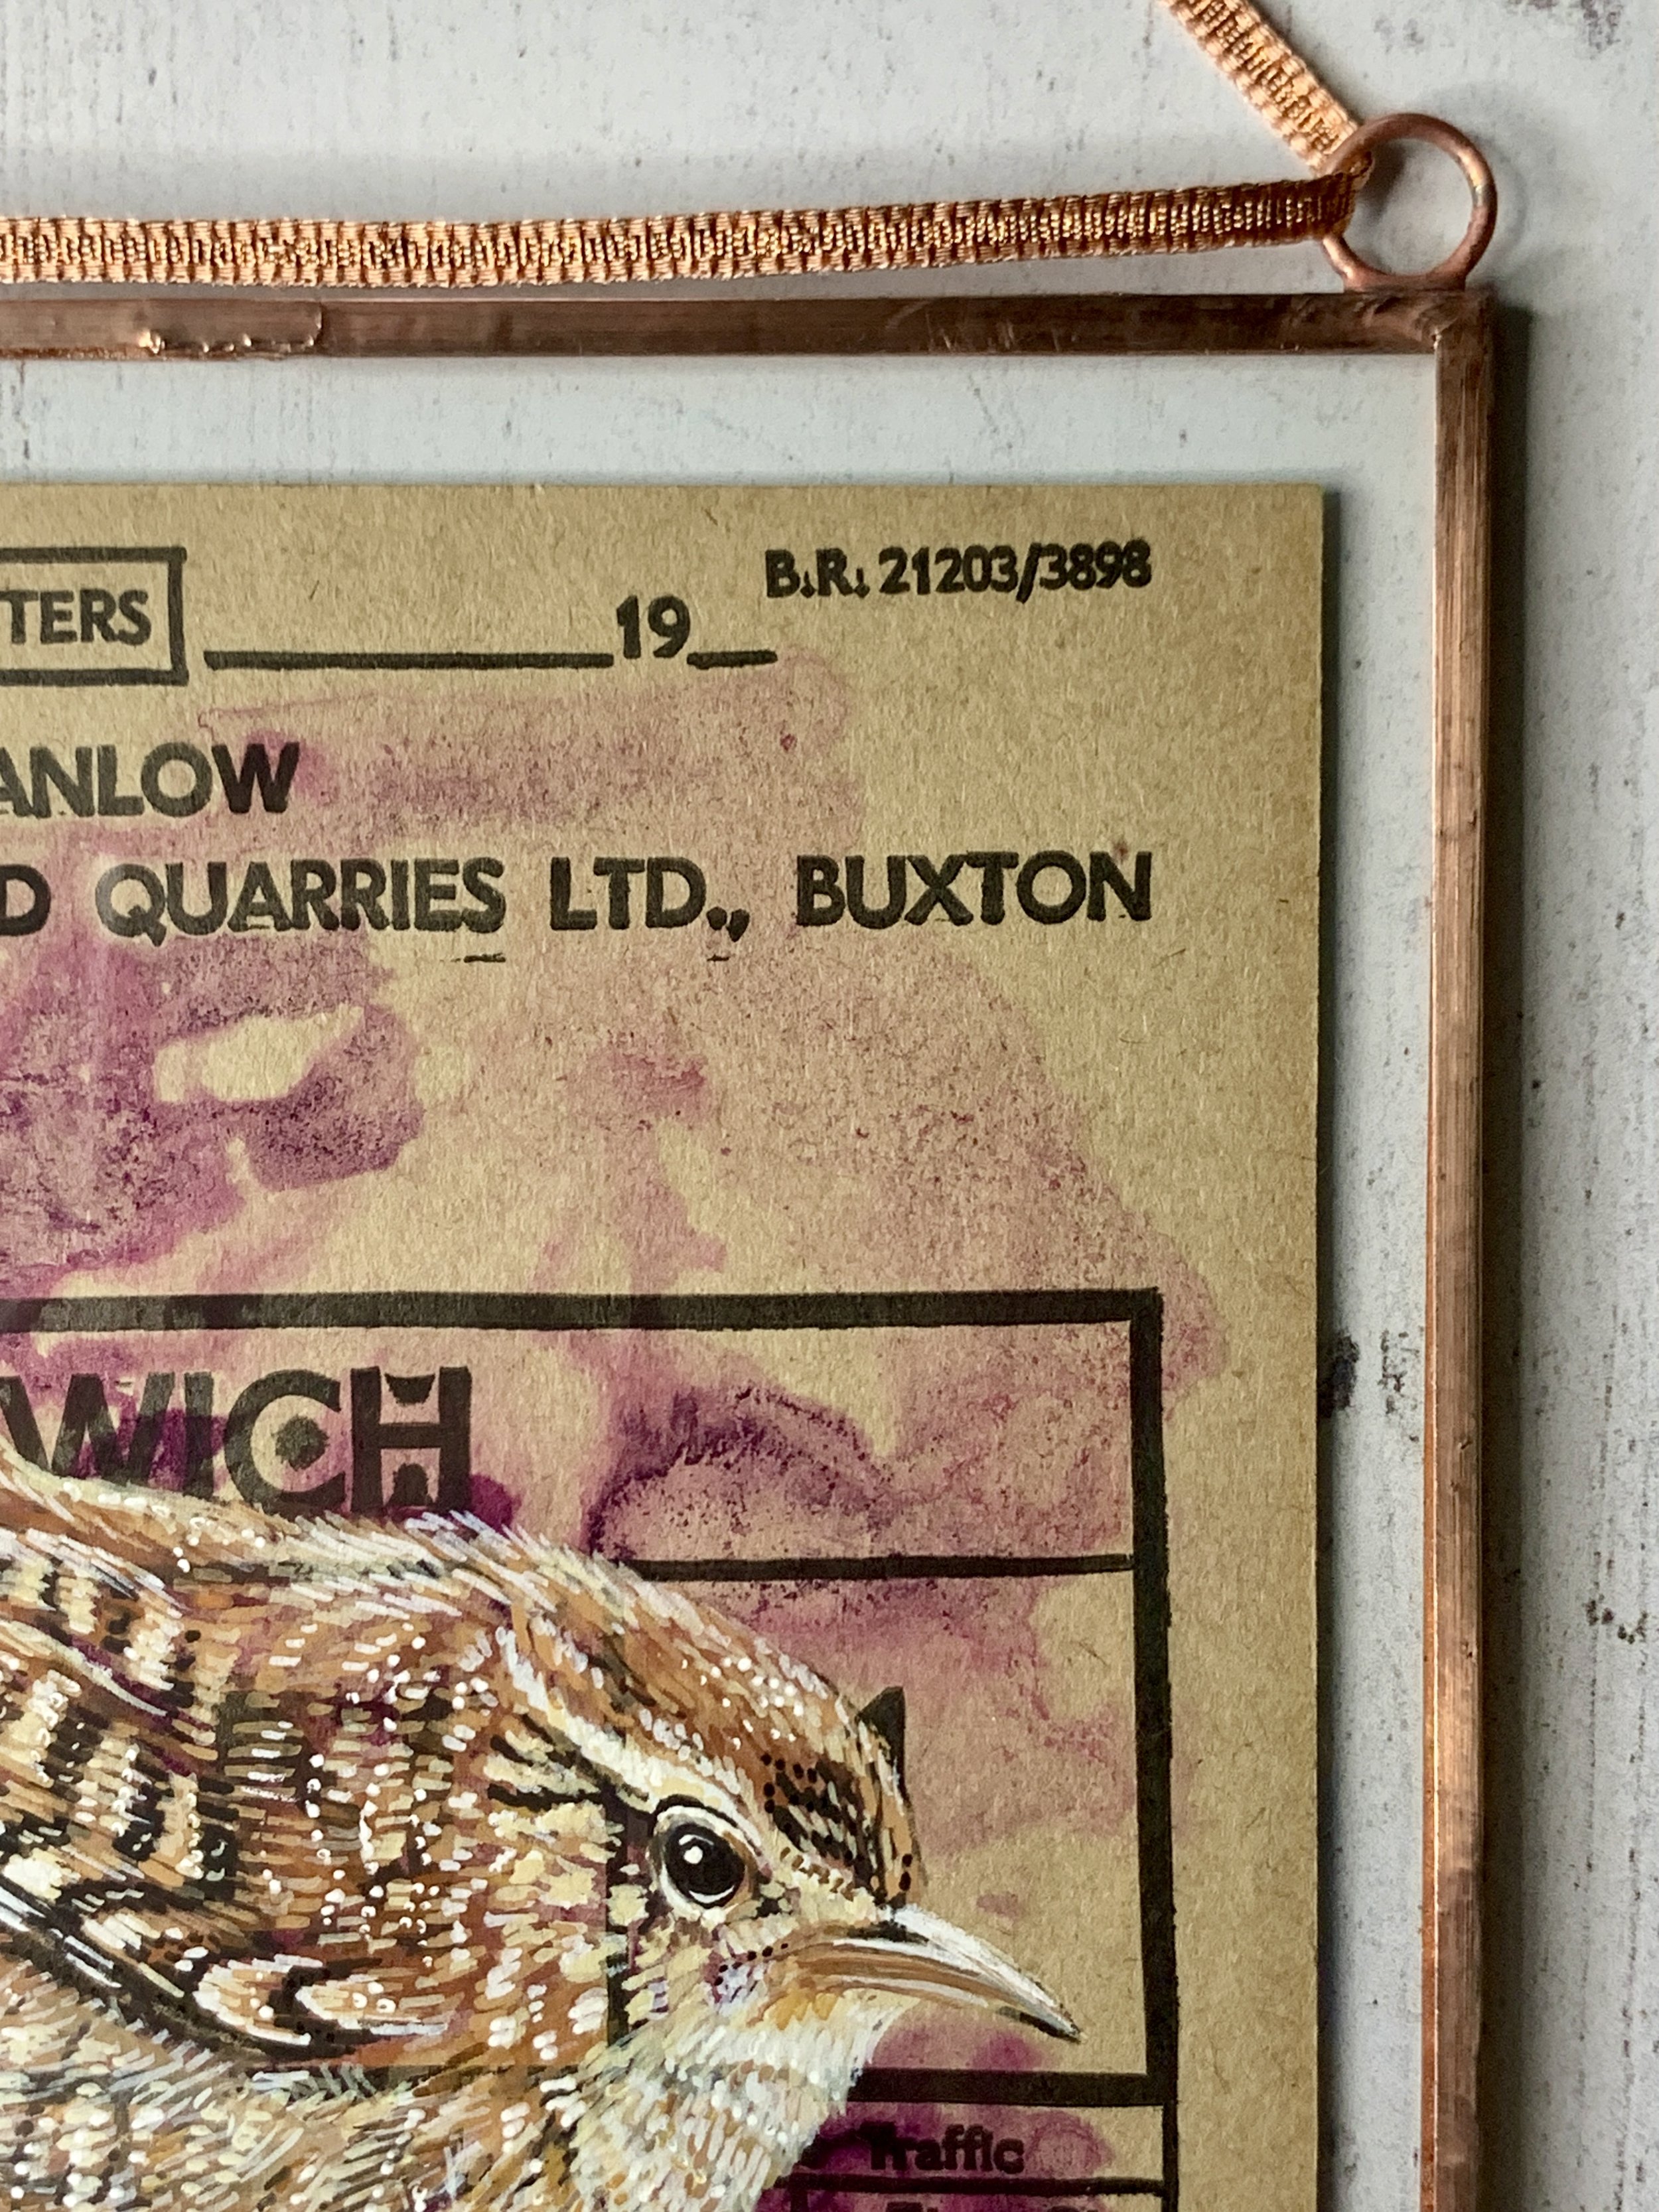 B.R. 21203/3898
TERS 19
ANLOW
D QUARRIES LTD., BUXTON
WICH
Traffic